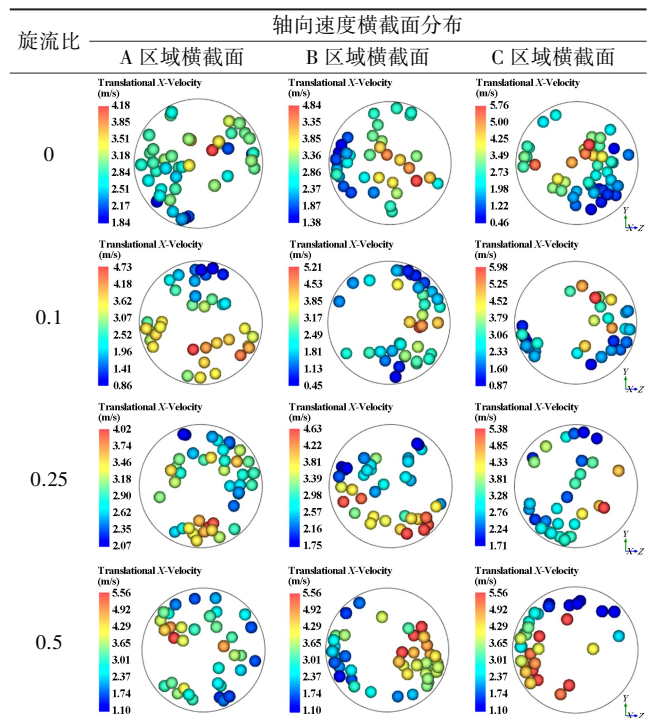 旋流比
轴向速度横截面分布
A 区域横截面 B 区域横截面 C 区域横截面
0
Translational X-Velocity
(m/s)
4.18
3.85
3.51
3.18
2.84
2.51
2.17
1.84
Translational X-Velocity
(m/s)
4.84
4.35
3.85
3.36
2.86
2.37
1.87
1.38
Translational X-Velocity
(m/s)
5.76
5.00
4.25
3.49
2.73
1.98
1.22
0.46
Y
X Z
0.1
Translational X-Velocity
(m/s)
4.73
4.18
3.62
3.07
2.52
1.96
1.41
0.86
Translational X-Velocity
(m/s)
5.21
4.53
3.85
3.17
2.49
1.81
1.13
0.45
Translational X-Velocity
(m/s)
5.98
5.25
4.52
3.79
3.06
2.33
1.60
0.87
Y
X Z
0.25
Translational X-Velocity
(m/s)
4.02
3.74
3.46
3.18
2.90
2.62
2.35
2.07
Translational X-Velocity
(m/s)
4.63
4.22
3.81
3.39
2.98
2.57
2.16
1.75
Translational X-Velocity
(m/s)
5.38
4.85
4.33
3.81
3.28
2.76
2.24
1.71
Y
X Z
0.5
Translational X-Velocity
(m/s)
5.56
4.92
4.29
3.65
3.01
2.37
1.74
1.10
Translational X-Velocity
(m/s)
5.56
4.92
4.29
3.65
3.01
2.37
1.74
1.10
Translational X-Velocity
(m/s)
5.56
4.92
4.29
3.65
3.01
2.37
1.74
1.10
Y
X Z